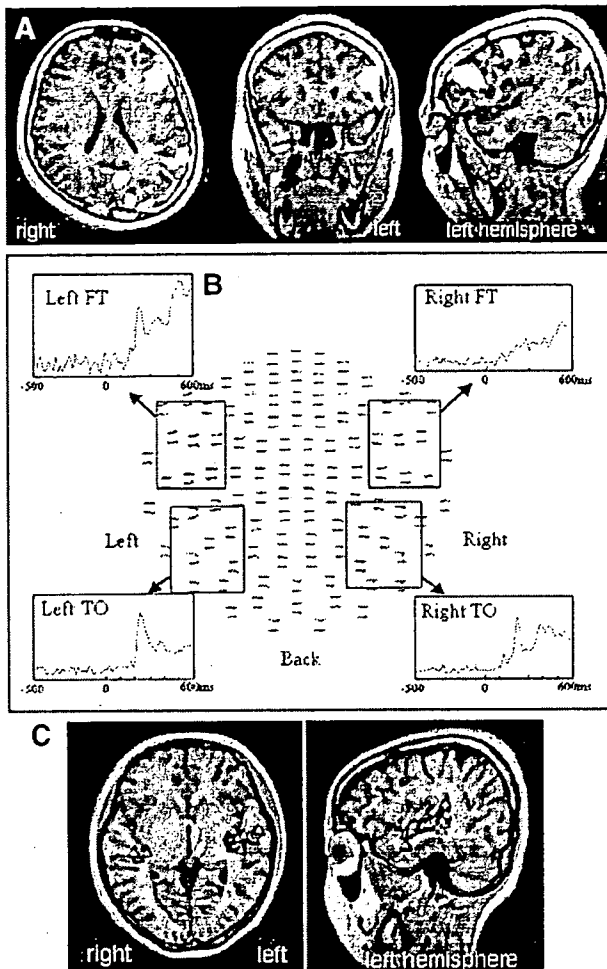 A
right
left
left hemisphere
B
Left FT
-500 0 600ms
Right FT
-500 0 600ms
Left
Right
Left TO
-500 0 600ms
Back
Right TO
-500 0 600ms
C
right
left
left hemisphere